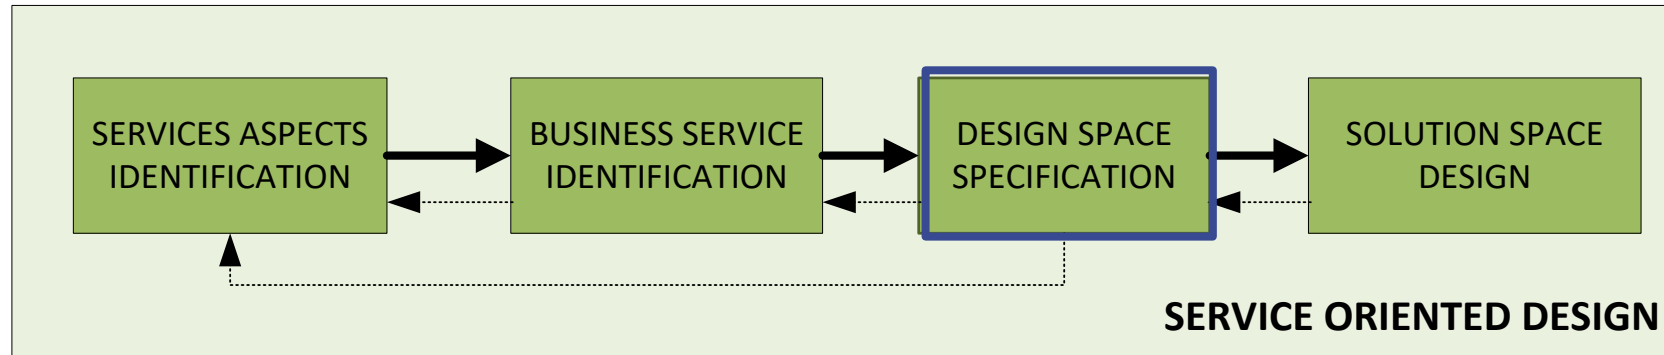 SERVICES ASPECTS
IDENTIFICATION
BUSINESS SERVICE
IDENTIFICATION
DESIGN SPACE
SPECIFICATION
SOLUTION SPACE
DESIGN
SERVICE ORIENTED DESIGN